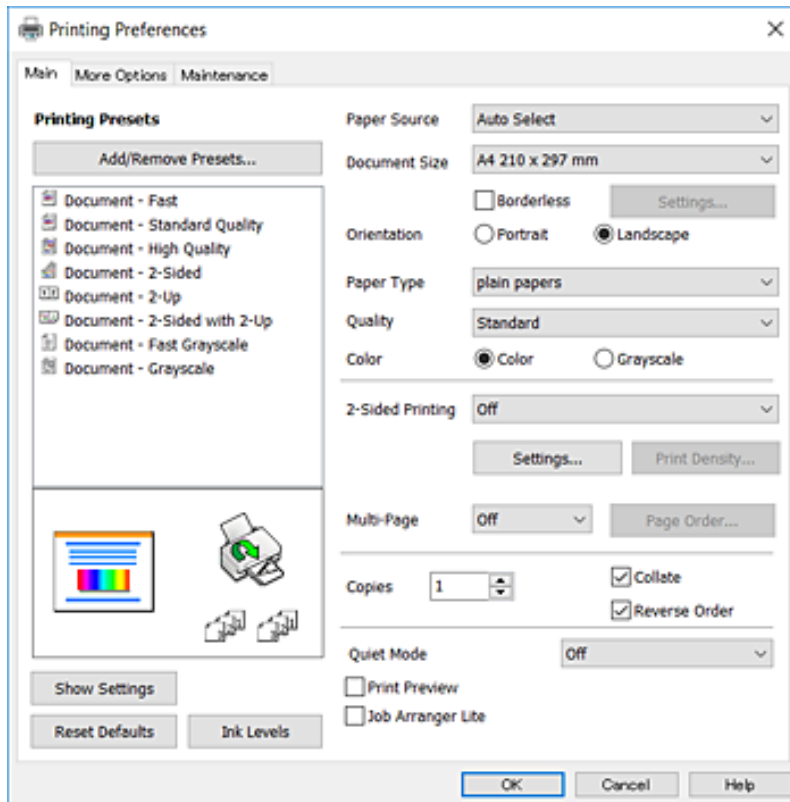 Printing Preferences
Main More Options Maintenance
Printing Presets
Add/Remove Presets...
Document - Fast
Document - Standard Quality
Document - High Quality
Document - 2-Sided
Document - 2-Up
Document - 2-Sided with 2-Up
Document - Fast Grayscale
Document - Grayscale
Show Settings
Reset Defaults Ink Levels
Paper Source Auto Select
Document Size A4 210 x 297 mm
Borderless Settings...
Orientation Portrait Landscape
Paper Type plain papers
Quality Standard
Color Color Grayscale
2-Sided Printing Off
Settings... Print Density...
Multi-Page Off Page Order...
Copies 1 Collate
Reverse Order
Quiet Mode Off
Print Preview
Job Arranger Lite
OK Cancel Help